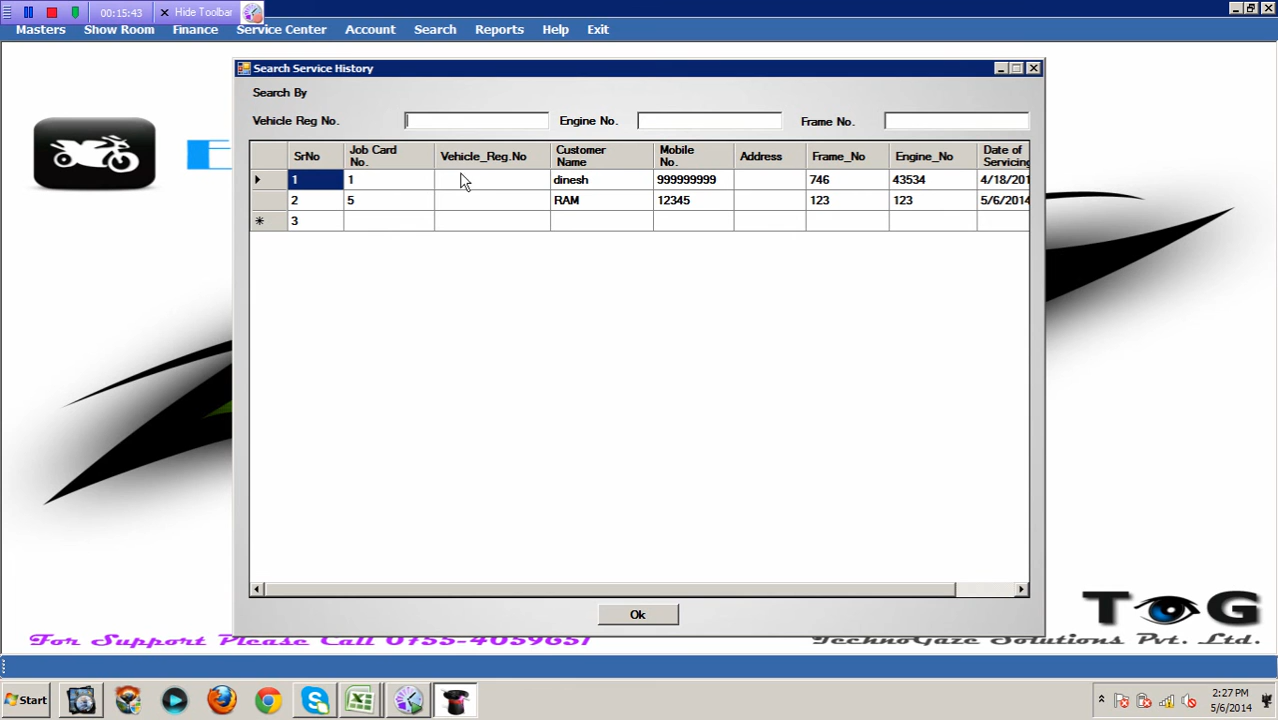 00:15:43 Hide Toolbar
Masters Show Room Finance Service Center Account Search Reports Help Exit
Search Service History
Search By
Vehicle Reg No. Engine No. Frame No.
SrNo Job Card No. Vehicle_Reg.No Customer Name Mobile No. Address Frame_No Engine_No Date of Servicing
1 1 dinesh 999999999 746 43534 4/18/201
2 5 RAM 12345 123 123 5/6/2014
3
Ok
T G
For Support Please Call 0755-4059651
TechnoGaze Solutions Pvt. Ltd.
Start
2:27 PM
5/6/2014